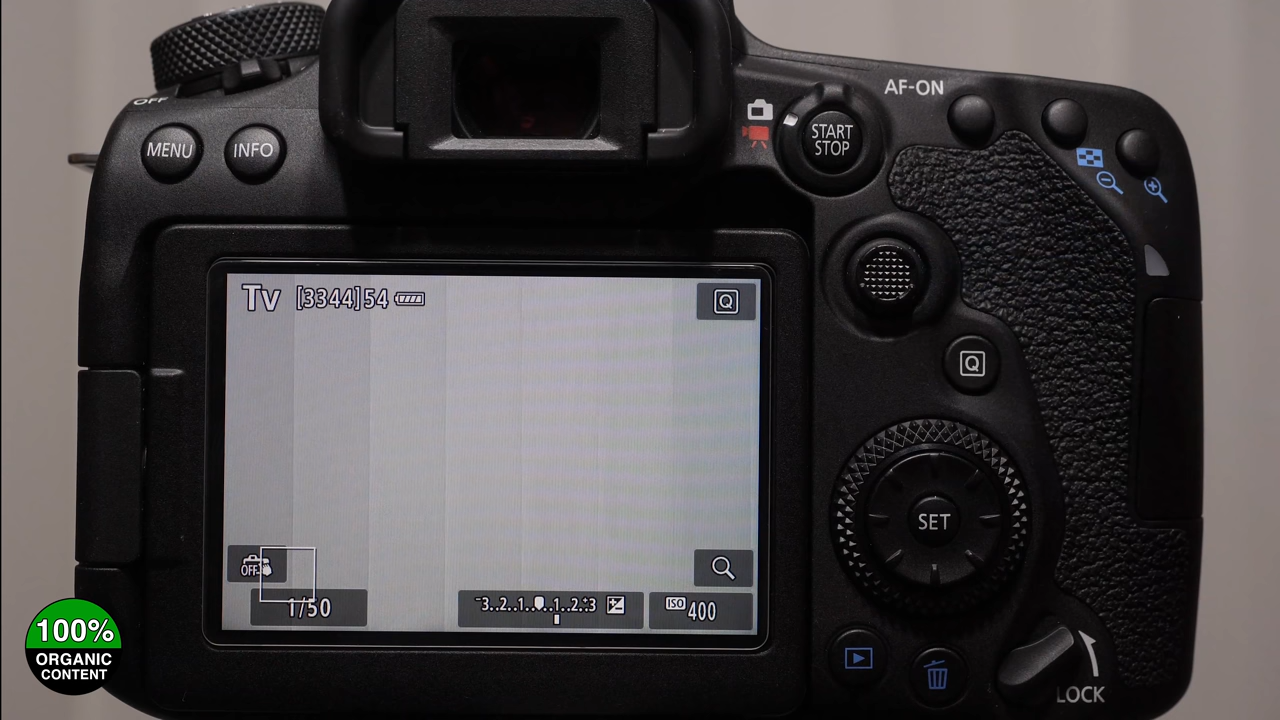 AF-ON
OFF
MENU
INFO
START
STOP
Tv
[3344]54
Q
Q
SET
OFF
1/50
-3..2..1..
..1..2..+3
ISO
400
LOCK
100%
ORGANIC
CONTENT